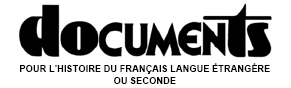 documents
POUR L'HISTOIRE DU FRANÇAIS LANGUE ÉTRANGÈRE
OU SECONDE